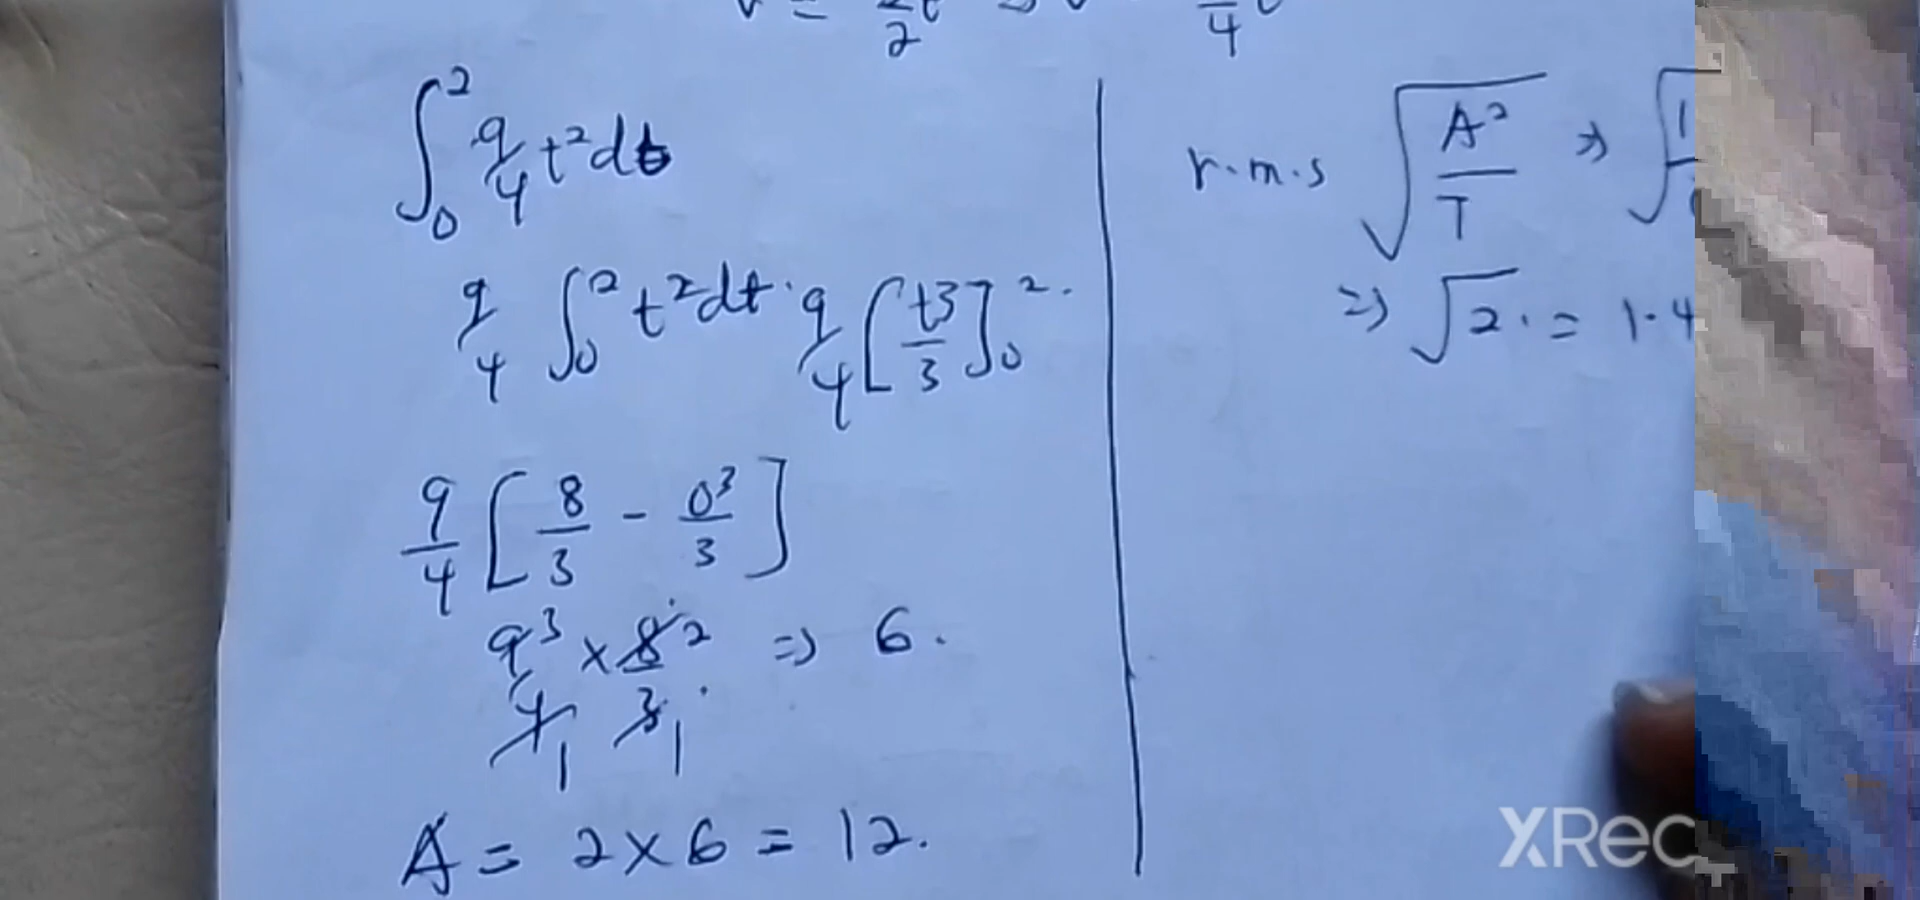 ∫₀² 9/4 t² dt
9/4 ∫₀² t² dt . 9/4 [t3/3]₀² .
9/4 [8/3 - 0³/3]
9³/4₁ × 8²/3₁ => 6.
A = 2 × 6 = 12.
r.m.s √(A²/T) =>
=> √2 . = 1.4
XRec